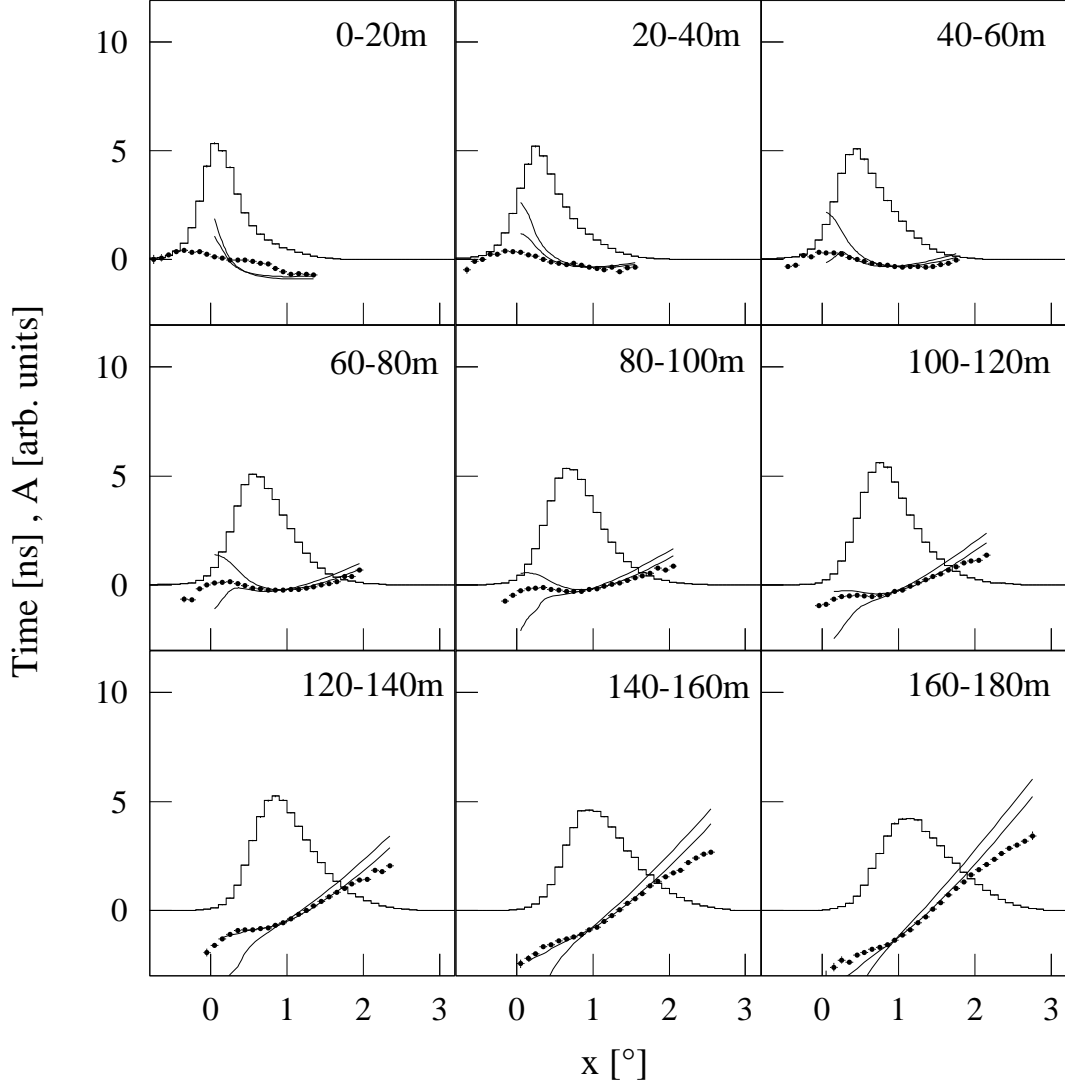 10
0-20m
20-40m
40-60m
5
0
10
60-80m
80-100m
100-120m
5
0
10
120-140m
140-160m
160-180m
5
0
0 1 2 3 0 1 2 3 0 1 2 3
x [°]
Time [ns] , A [arb. units]